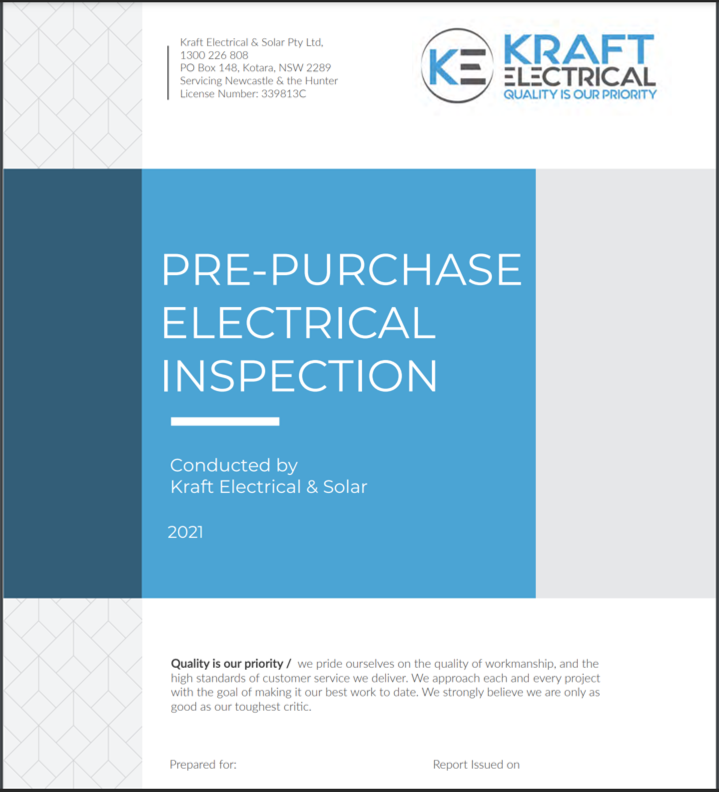 Kraft Electrical & Solar Pty Ltd,
1300 226 808
PO Box 148, Kotara, NSW 2289
Servicing Newcastle & the Hunter
License Number: 339813C
KE KRAFT
ELECTRICAL
QUALITY IS OUR PRIORITY
PRE-PURCHASE
ELECTRICAL
INSPECTION
Conducted by
Kraft Electrical & Solar
2021
Quality is our priority / we pride ourselves on the quality of workmanship, and the
high standards of customer service we deliver. We approach each and every project
with the goal of making it our best work to date. We strongly believe we are only as
good as our toughest critic.
Prepared for:
Report Issued on